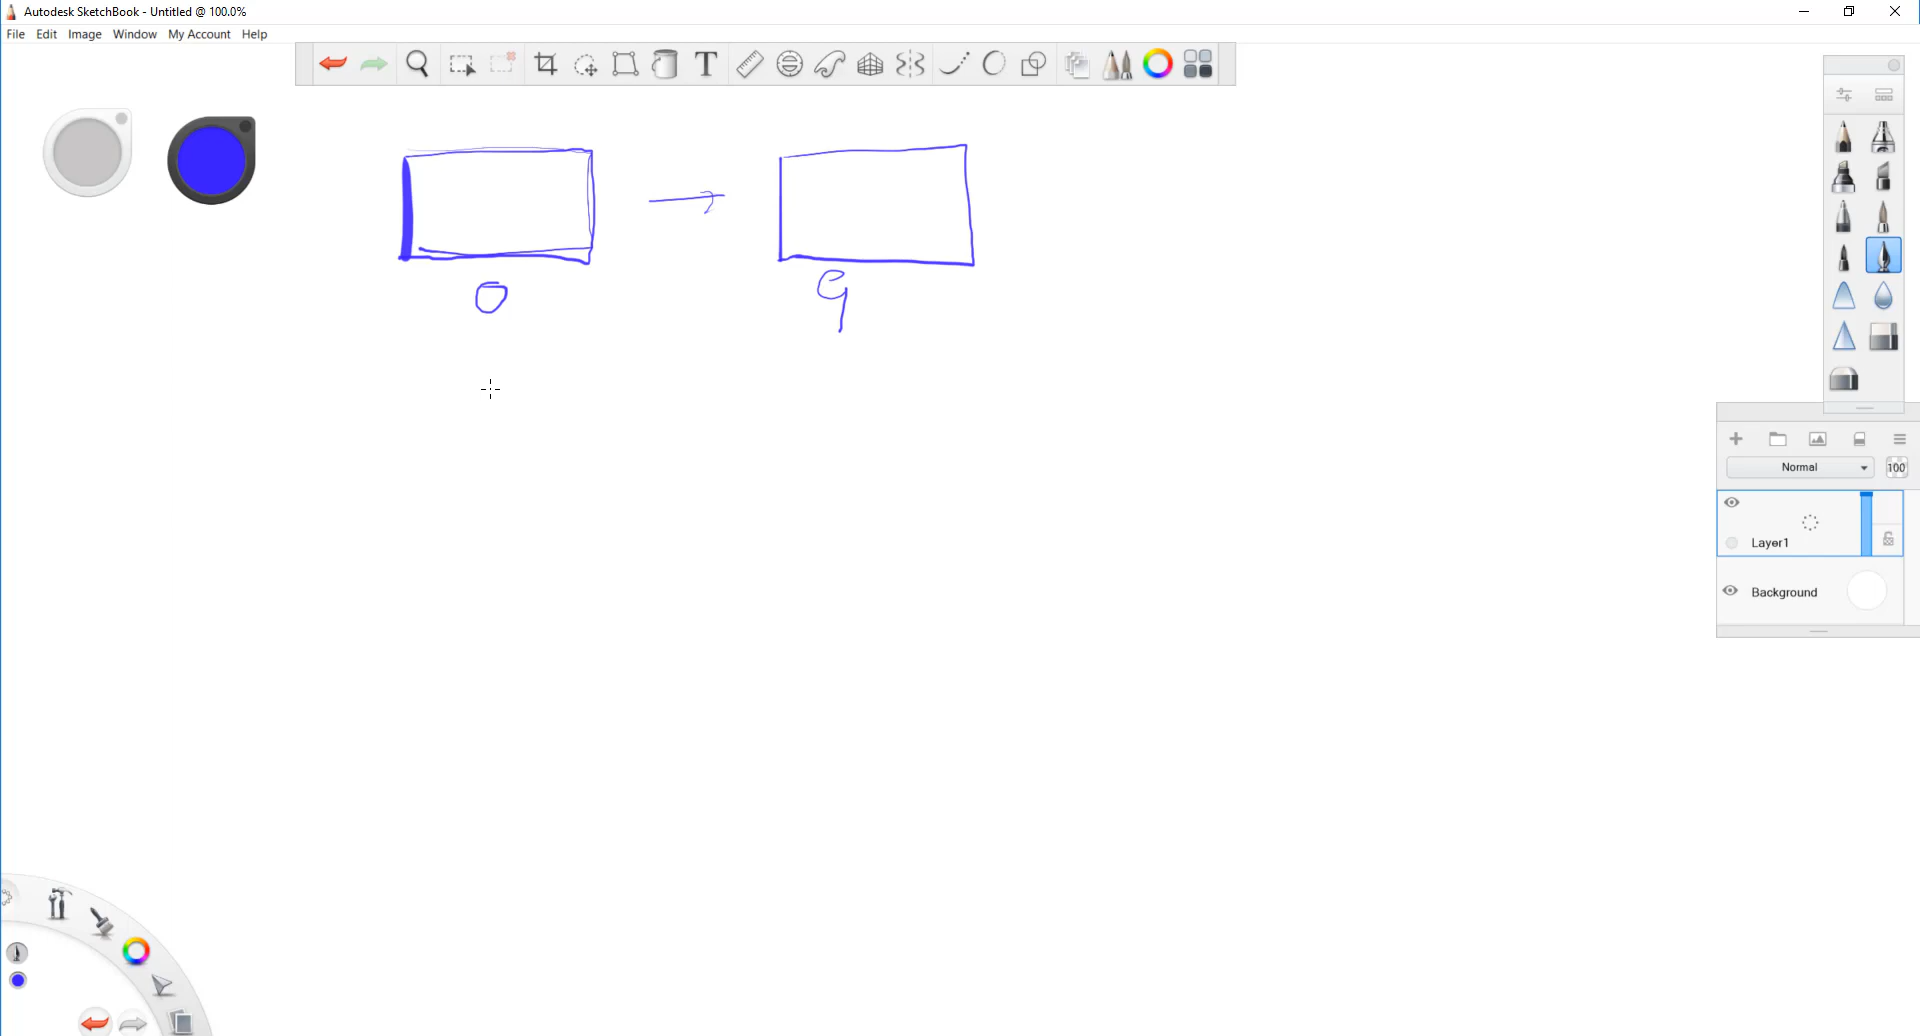 Autodesk SketchBook - Untitled @ 100.0%
File Edit Image Window My Account Help
T
0
9
Normal 100
Layer1
Background